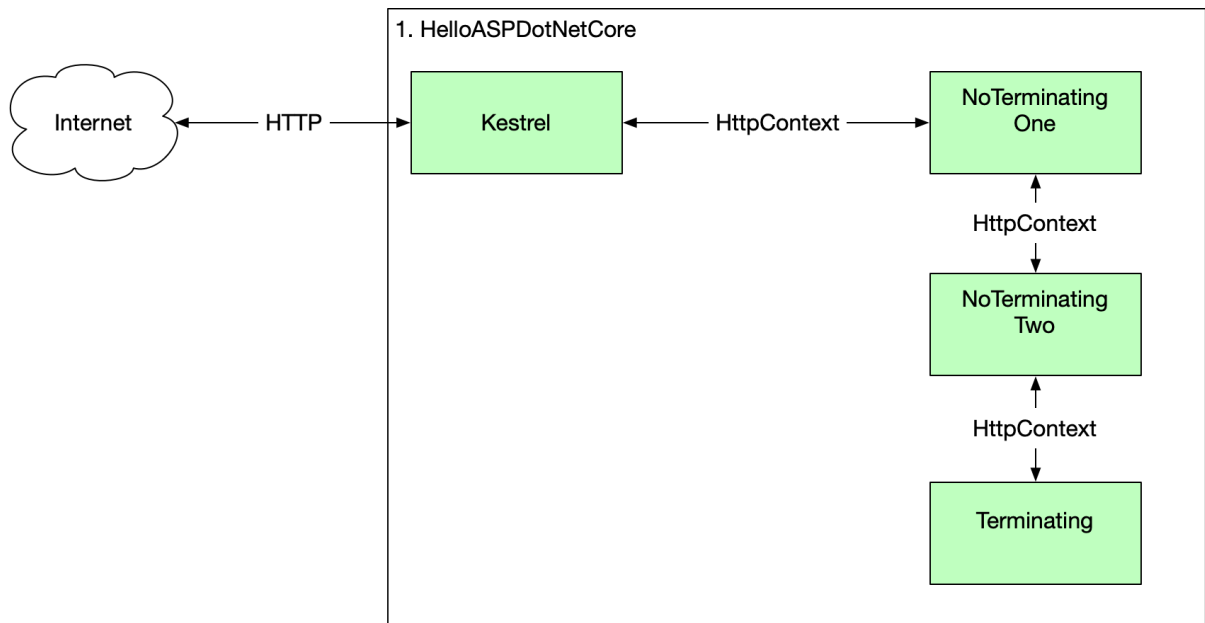 1. HelloASPDotNetCore
Internet
HTTP
Kestrel
HttpContext
NoTerminating
One
HttpContext
NoTerminating
Two
HttpContext
Terminating